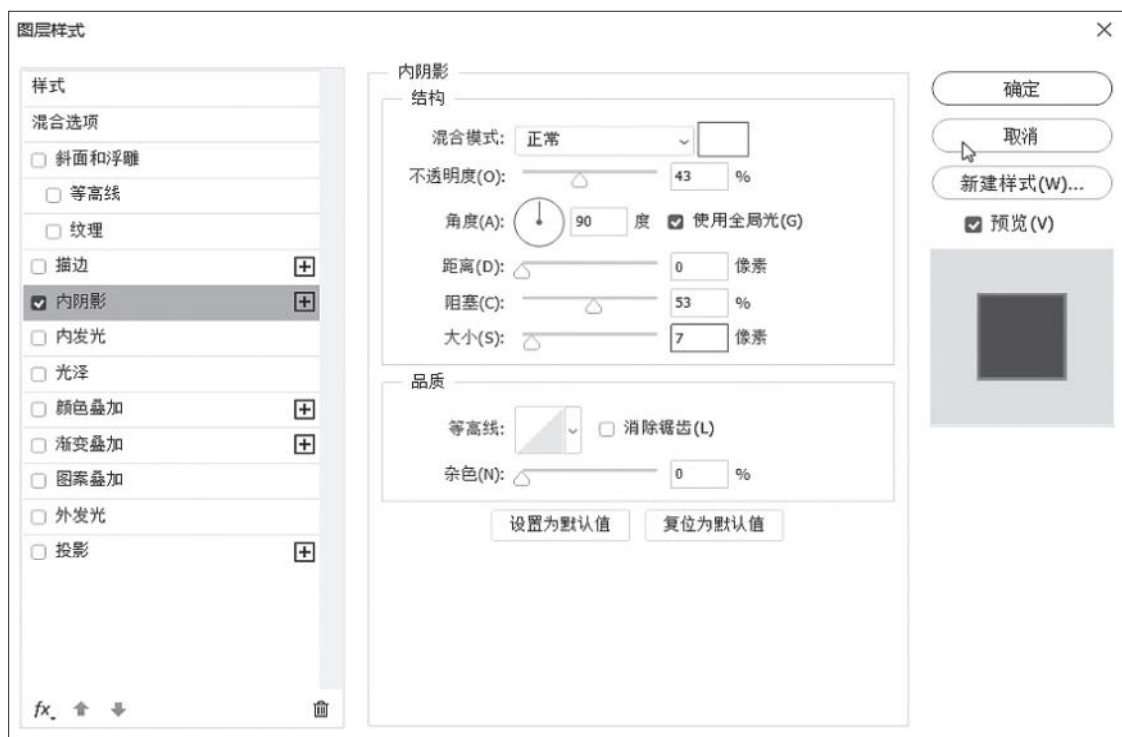 图层样式
样式
混合选项
斜面和浮雕
等高线
纹理
描边
内阴影
内发光
光泽
颜色叠加
渐变叠加
图案叠加
外发光
投影
fx
内阴影
结构
混合模式: 正常
不透明度(O): 43 %
角度(A): 90 度 使用全局光(G)
距离(D): 0 像素
阻塞(C): 53 %
大小(S): 7 像素
品质
等高线: 消除锯齿(L)
杂色(N): 0 %
设置为默认值 复位为默认值
确定
取消
新建样式(W)...
预览(V)